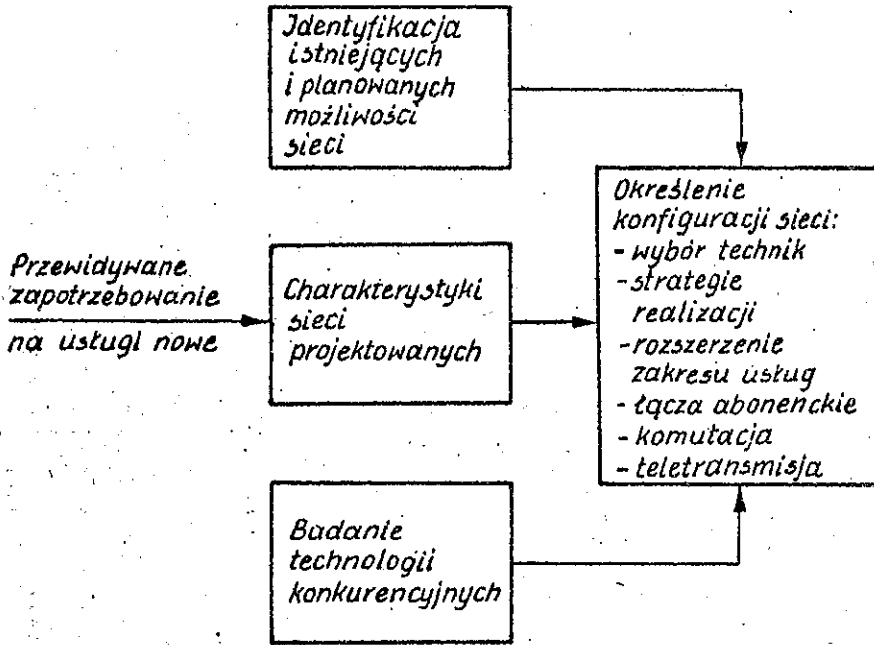 Identyfikacja
istniejących
i planowanych
możliwości
sieci
Przewidywane
zapotrzebowanie
na usługi nowe
Charakterystyki
sieci
projektowanych
Badanie
technologii
konkurencyjnych
Określenie
konfiguracji sieci:
- wybór technik
- strategie
realizacji
- rozszerzenie
zakresu usług
- łącza abonenckie
- komutacja
- teletransmisja